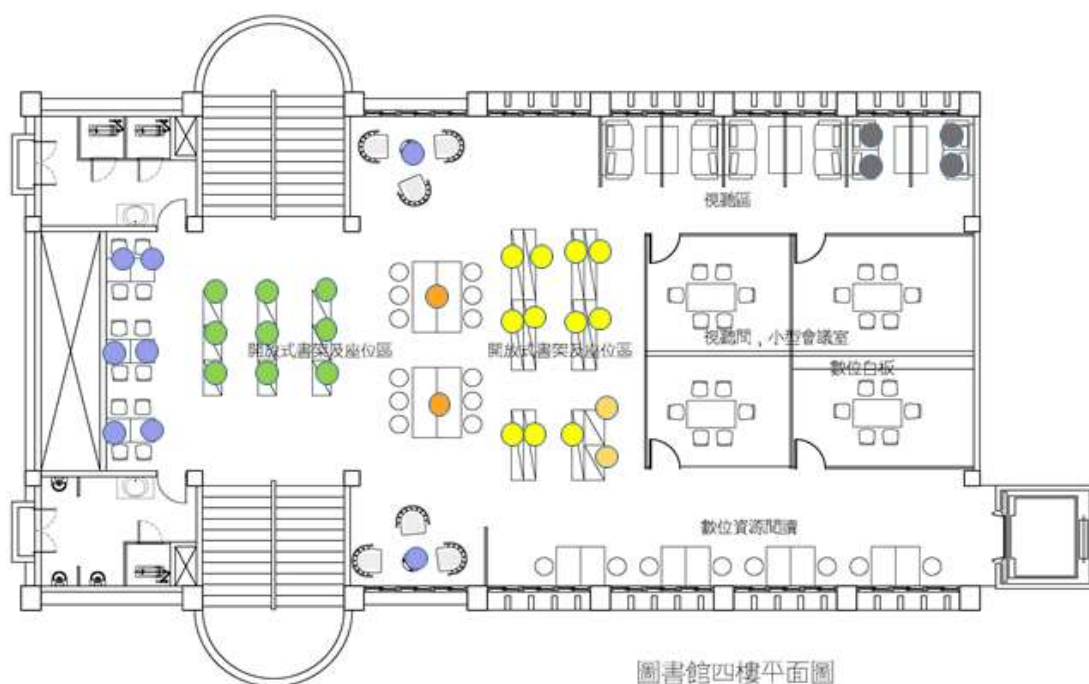 視聽區
視聽間，小型會議室
開放式書架及座位區
開放式書架及座位區
數位白板
數位資源閱讀
圖書館四樓平面圖